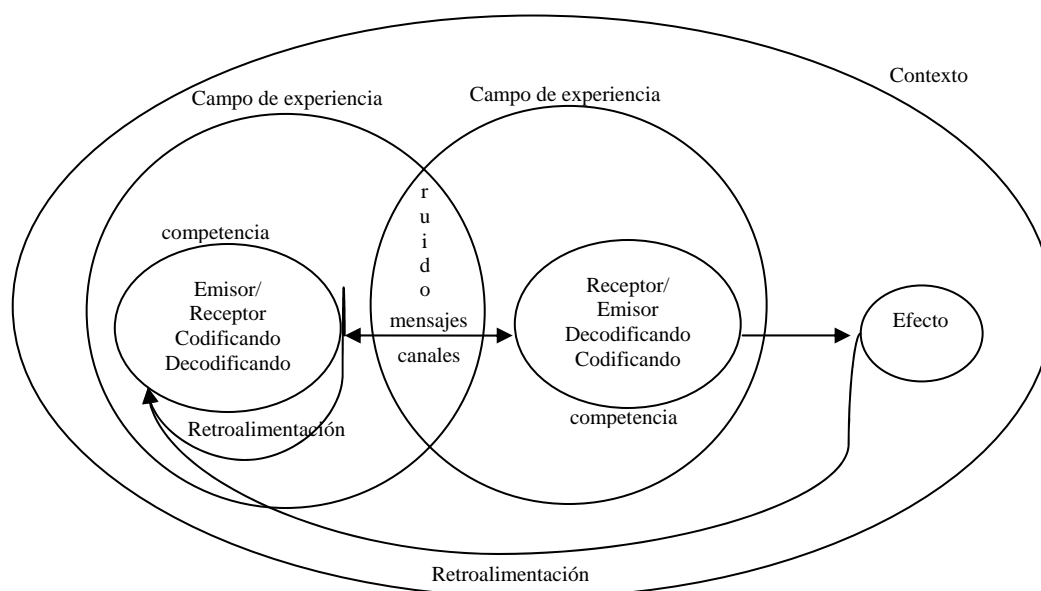 Contexto
Campo de experiencia
Campo de experiencia
r
u
i
d
o
competencia
Emisor/
Receptor
Codificando
Decodificando
mensajes
canales
Receptor/
Emisor
Decodificando
Codificando
competencia
Efecto
Retroalimentación
Retroalimentación